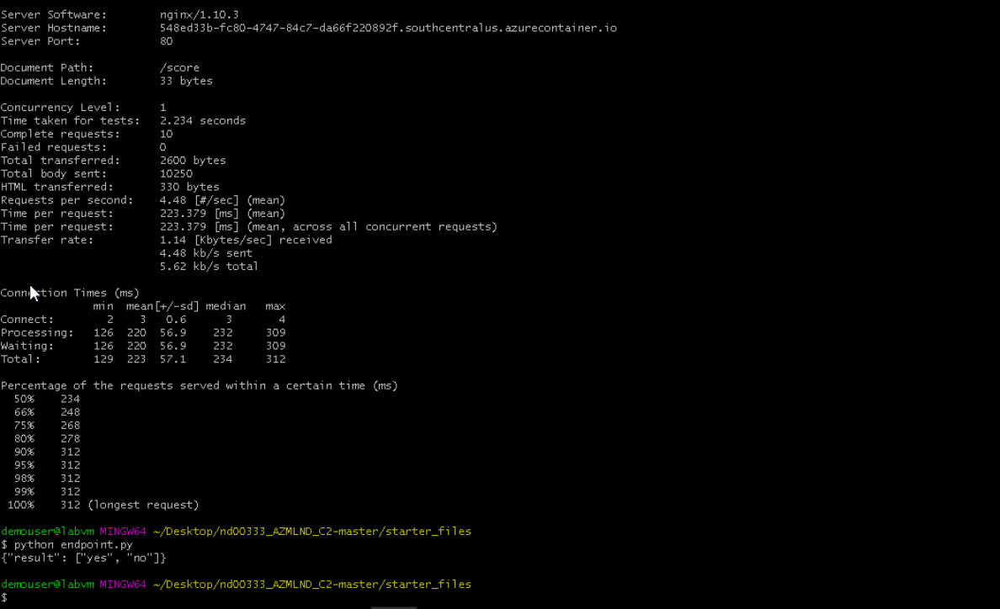 Server Software:        nginx/1.10.3
Server Hostname:        548ed33b-fc80-4747-84c7-da66f220892f.southcentralus.azurecontainer.io
Server Port:            80
Document Path:          /score
Document Length:        33 bytes
Concurrency Level:      1
Time taken for tests:   2.234 seconds
Complete requests:      10
Failed requests:        0
Total transferred:      2600 bytes
Total body sent:        10250
HTML transferred:       330 bytes
Requests per second:    4.48 [#/sec] (mean)
Time per request:       223.379 [ms] (mean)
Time per request:       223.379 [ms] (mean, across all concurrent requests)
Transfer rate:          1.14 [Kbytes/sec] received
                        4.48 kb/s sent
                        5.62 kb/s total
Connection Times (ms)
              min  mean[+/-sd] median   max
Connect:        2    3   0.6      3       4
Processing:   126  220  56.9    232     309
Waiting:      126  220  56.9    232     309
Total:        129  223  57.1    234     312
Percentage of the requests served within a certain time (ms)
  50%    234
  66%    248
  75%    268
  80%    278
  90%    312
  95%    312
  98%    312
  99%    312
 100%    312 (longest request)
demouser@labvm MINGW64 ~/Desktop/nd00333_AZMLND_C2-master/starter_files
$ python endpoint.py
{"result": ["yes", "no"]}
demouser@labvm MINGW64 ~/Desktop/nd00333_AZMLND_C2-master/starter_files
$